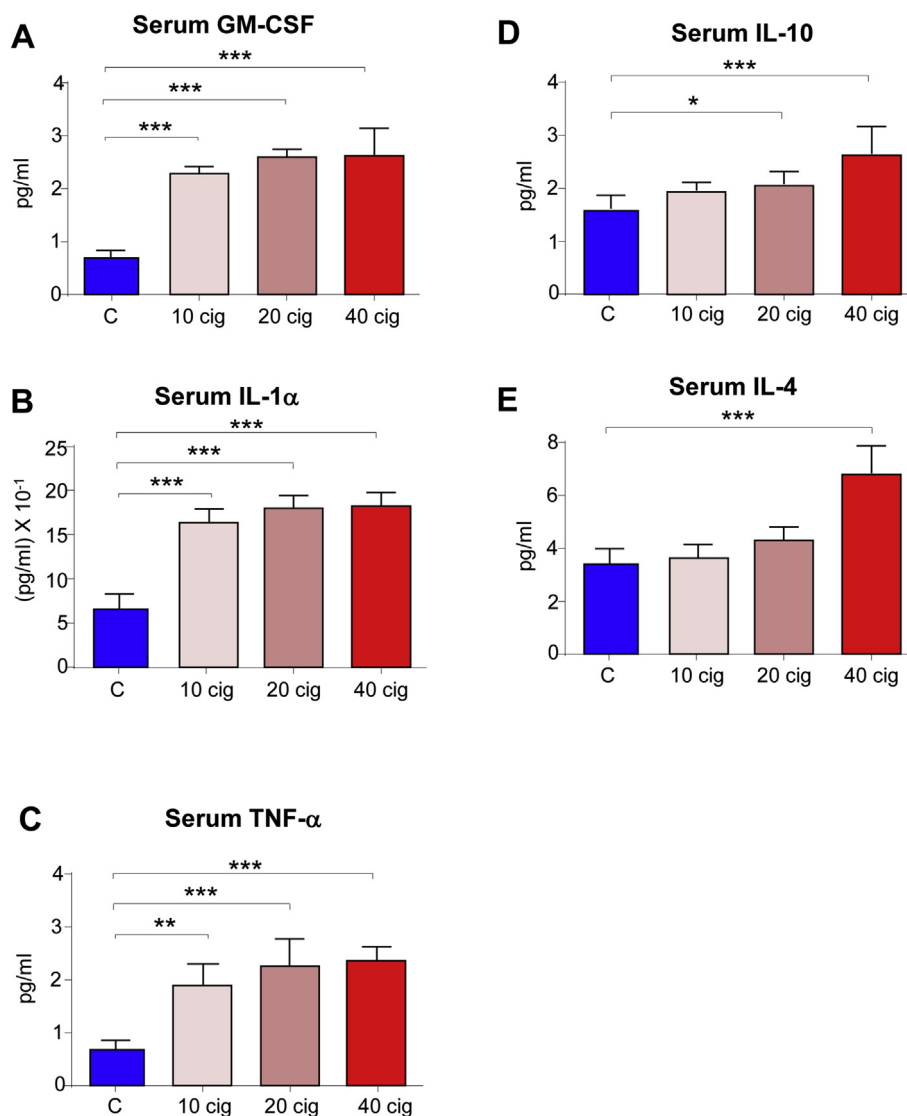 A
Serum GM-CSF
***
***
***
pg/ml
4
3
2
1
0
C 10 cig 20 cig 40 cig
B
Serum IL-1α
***
***
***
(pg/ml) X 10-1
25
20
15
10
5
0
C 10 cig 20 cig 40 cig
C
Serum TNF-α
***
***
**
pg/ml
4
3
2
1
0
C 10 cig 20 cig 40 cig
D
Serum IL-10
***
*
pg/ml
4
3
2
1
0
C 10 cig 20 cig 40 cig
E
Serum IL-4
***
pg/ml
8
6
4
2
0
C 10 cig 20 cig 40 cig